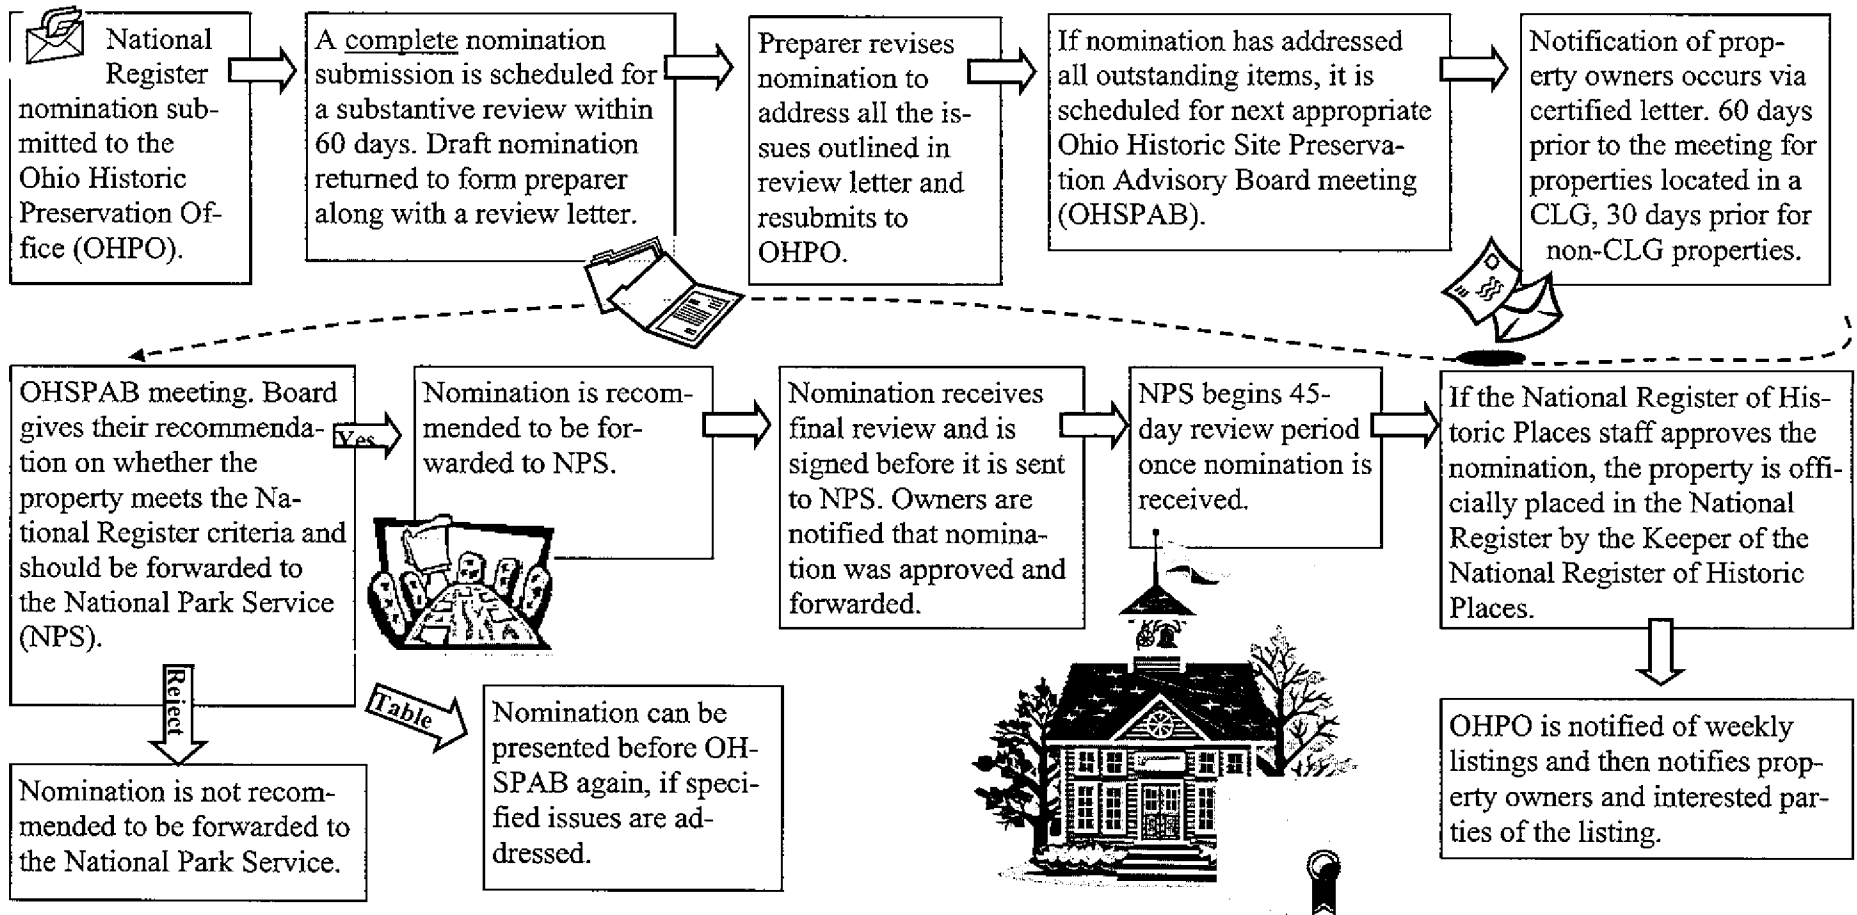 National
Register
nomination sub-
mitted to the
Ohio Historic
Preservation Of-
fice (OHPO).
A complete nomination
submission is scheduled for
a substantive review within
60 days. Draft nomination
returned to form preparer
along with a review letter.
Preparer revises
nomination to
address all the is-
sues outlined in
review letter and
resubmits to
OHPO.
If nomination has addressed
all outstanding items, it is
scheduled for next appropriate
Ohio Historic Site Preserva-
tion Advisory Board meeting
(OHSPAB).
Notification of prop-
erty owners occurs via
certified letter. 60 days
prior to the meeting for
properties located in a
CLG, 30 days prior for
non-CLG properties.
OHSPAB meeting. Board
gives their recommenda-
tion on whether the
property meets the Na-
tional Register criteria and
should be forwarded to
the National Park Service
(NPS).
Yes
Nomination is recom-
mended to be for-
warded to NPS.
Nomination receives
final review and is
signed before it is sent
to NPS. Owners are
notified that nomina-
tion was approved and
forwarded.
NPS begins 45-
day review period
once nomination is
received.
If the National Register of His-
toric Places staff approves the
nomination, the property is offi-
cially placed in the National
Register by the Keeper of the
National Register of Historic
Places.
Reject
Table
Nomination is not recom-
mended to be forwarded to
the National Park Service.
Nomination can be
presented before OH-
SPAB again, if speci-
fied issues are ad-
dressed.
OHPO is notified of weekly
listings and then notifies prop-
erty owners and interested par-
ties of the listing.